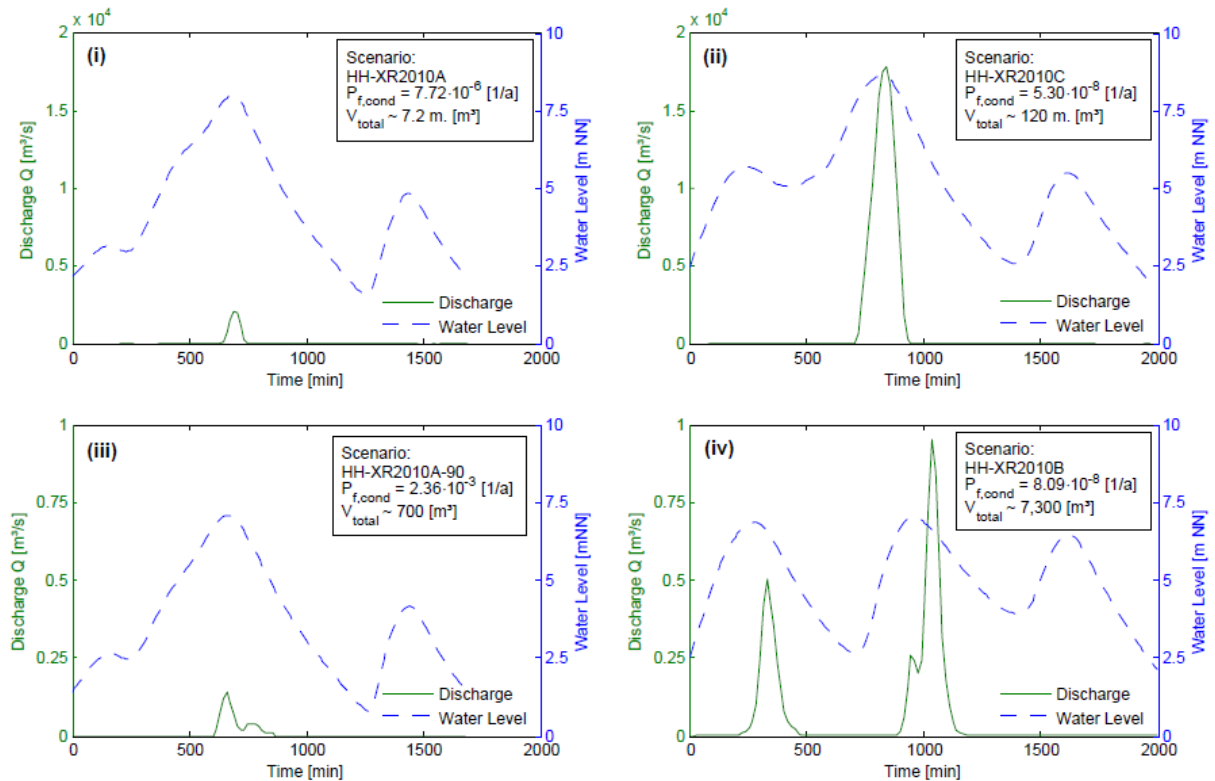 x 10⁴
(i)
Scenario:
HH-XR2010A
P_f,cond = 7.72·10⁻⁶ [1/a]
V_total ~ 7.2 m. [m³]
2
1.5
1
0.5
0
Discharge Q [m³/s]
10
7.5
5
2.5
0
Water Level [m NN]
Discharge
Water Level
0 500 1000 1500 2000
Time [min]
x 10⁴
(ii)
Scenario:
HH-XR2010C
P_f,cond = 5.30·10⁻⁸ [1/a]
V_total ~ 120 m. [m³]
2
1.5
1
0.5
0
Discharge Q [m³/s]
10
7.5
5
2.5
0
Water Level [m NN]
Discharge
Water Level
0 500 1000 1500 2000
Time [min]
(iii)
Scenario:
HH-XR2010A-90
P_f,cond = 2.36·10⁻³ [1/a]
V_total ~ 700 [m³]
1
0.75
0.5
0.25
0
Discharge Q [m³/s]
10
7.5
5
2.5
0
Water Level [mNN]
Discharge
Water Level
0 500 1000 1500 2000
Time [min]
(iv)
Scenario:
HH-XR2010B
P_f,cond = 8.09·10⁻⁸ [1/a]
V_total ~ 7,300 [m³]
1
0.75
0.5
0.25
0
Discharge Q [m³/s]
10
7.5
5
2.5
0
Water Level [m NN]
Discharge
Water Level
0 500 1000 1500 2000
Time [min]